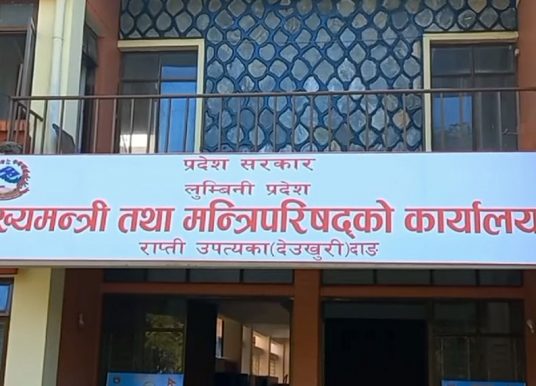 प्रदेश सरकार
लुम्बिनी प्रदेश
ख्यमन्त्री तथा मन्त्रिपरिषद्को कार्यालय
राप्ती उपत्यका(देउखुरी)दाङ